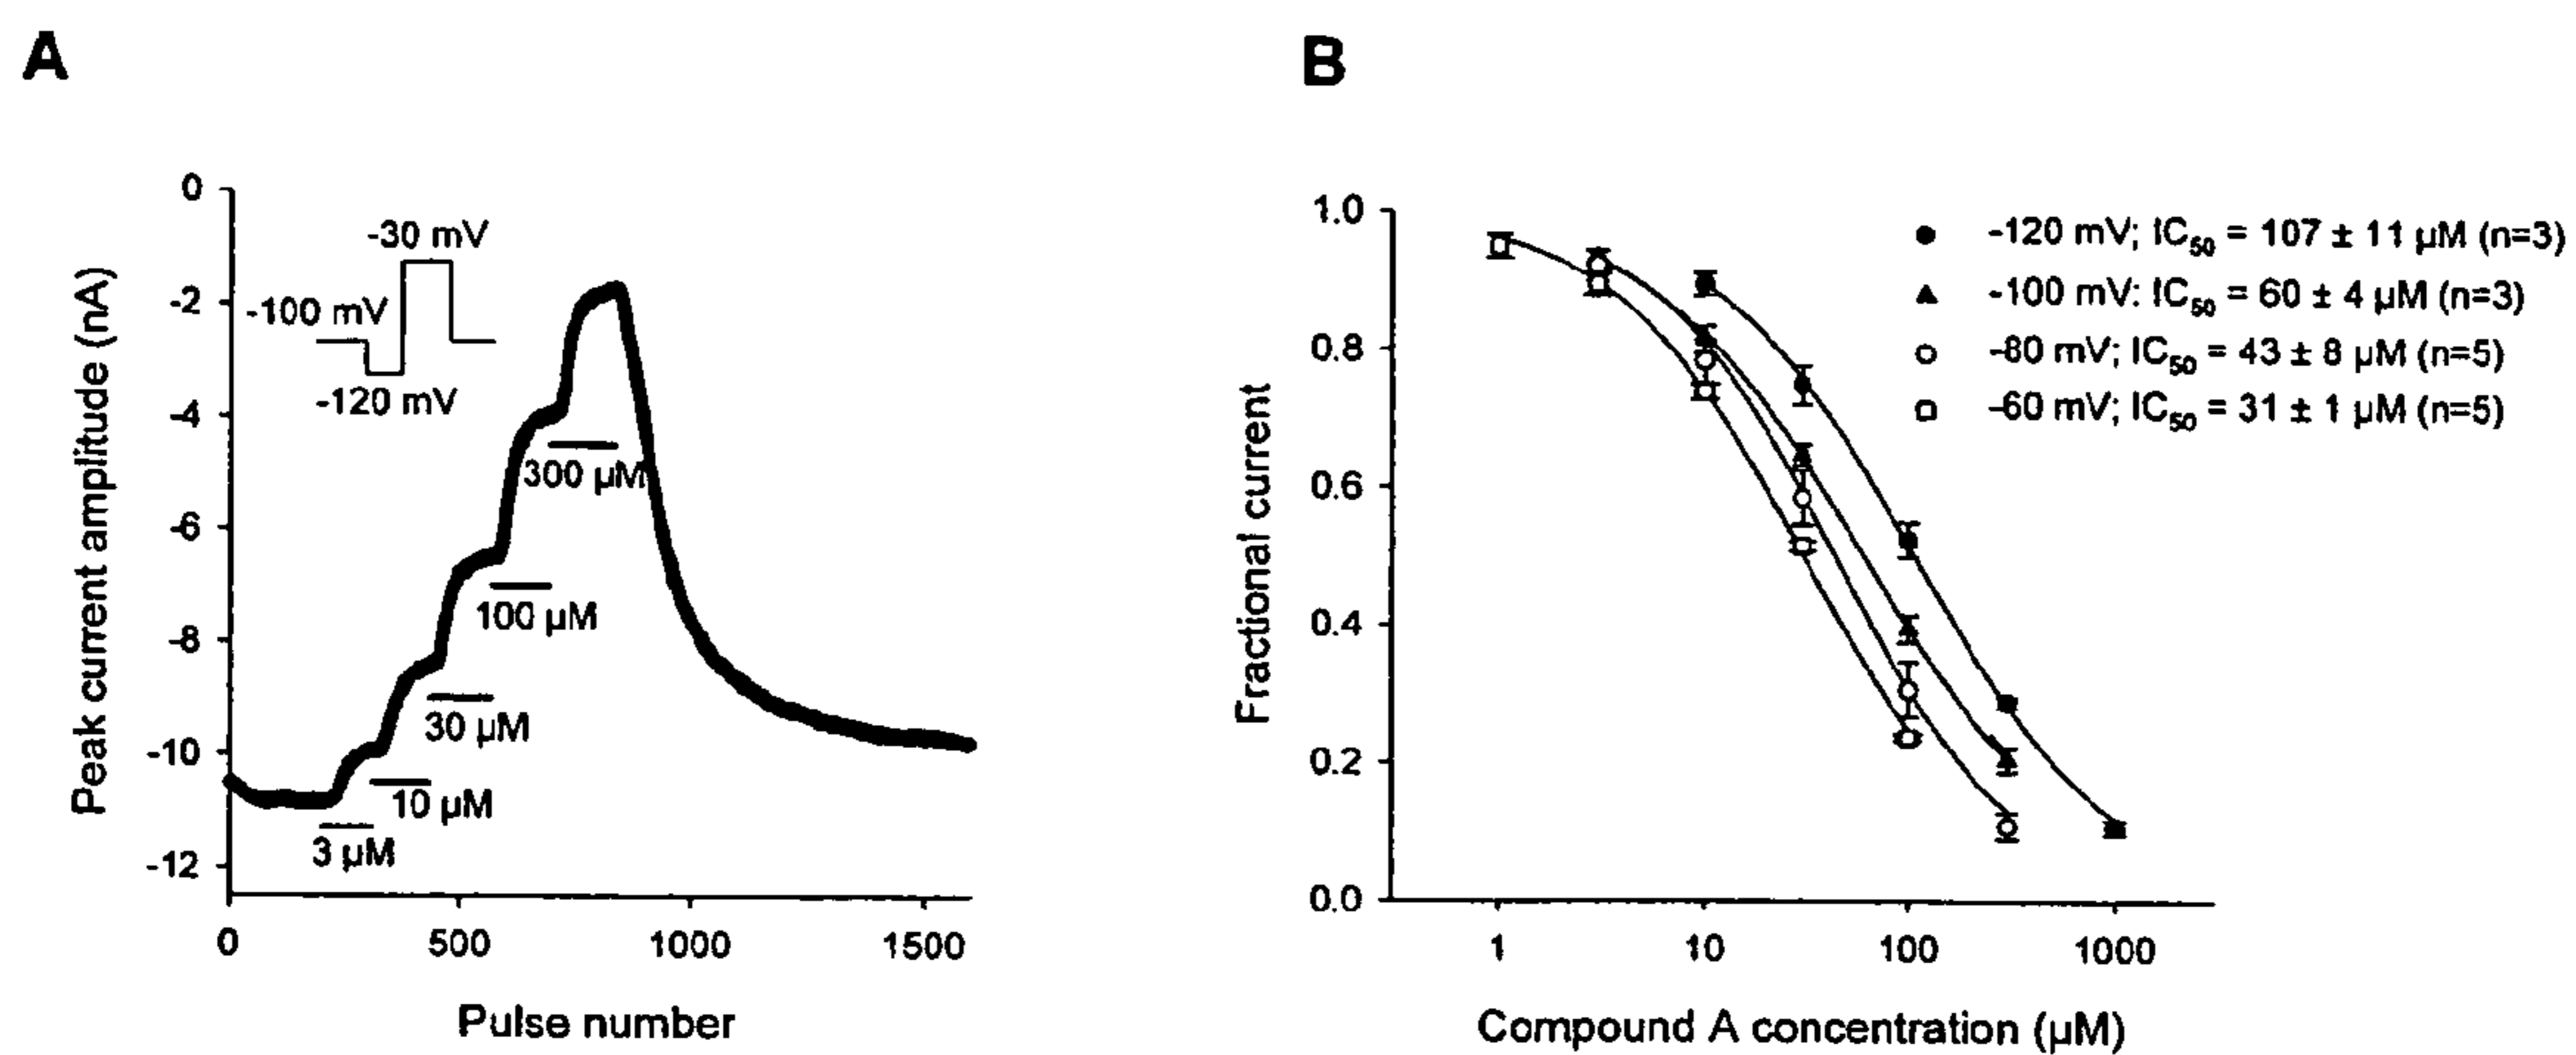 A
B
0
-2
-4
-6
-8
-10
-12
Peak current amplitude (nA)
-30 mV
-100 mV
-120 mV
300 µM
100 µM
30 µM
10 µM
3 µM
0 500 1000 1500
Pulse number
1.0
0.8
0.6
0.4
0.2
0.0
Fractional current
-120 mV; IC50 = 107 ± 11 µM (n=3)
-100 mV: IC50 = 60 ± 4 µM (n=3)
-80 mV; IC50 = 43 ± 8 µM (n=5)
-60 mV; IC50 = 31 ± 1 µM (n=5)
1 10 100 1000
Compound A concentration (µM)